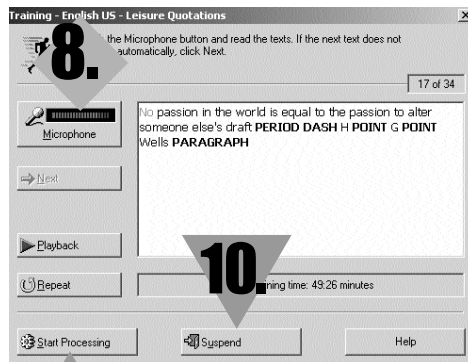 Training - English US - Leisure Quotations
8.
the Microphone button and read the texts. If the next text does not
automatically, click Next.
17 of 34
Microphone
No passion in the world is equal to the passion to alter
someone else's draft PERIOD DASH H POINT G POINT
Wells PARAGRAPH
Next
Playback
10.
Repeat
ning time: 49:26 minutes
Start Processing
Suspend
Help